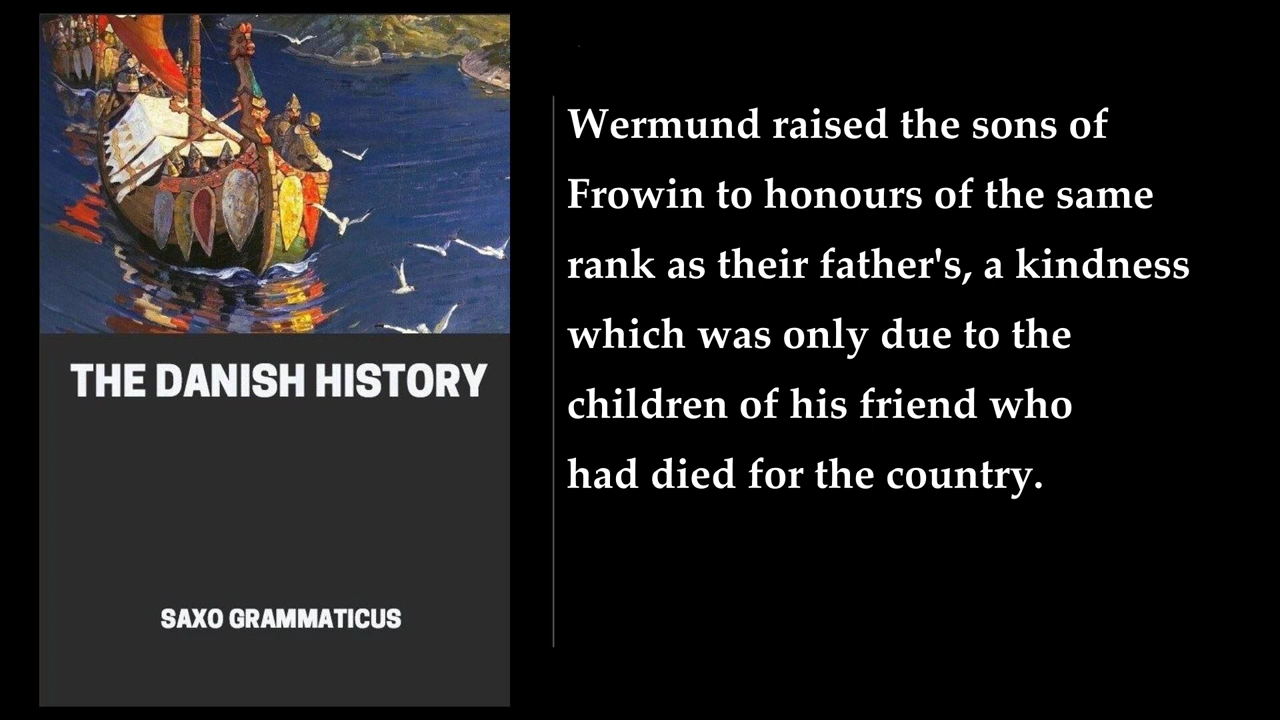 THE DANISH HISTORY
SAXO GRAMMATICUS
Wermund raised the sons of
Frowin to honours of the same
rank as their father's, a kindness
which was only due to the
children of his friend who
had died for the country.